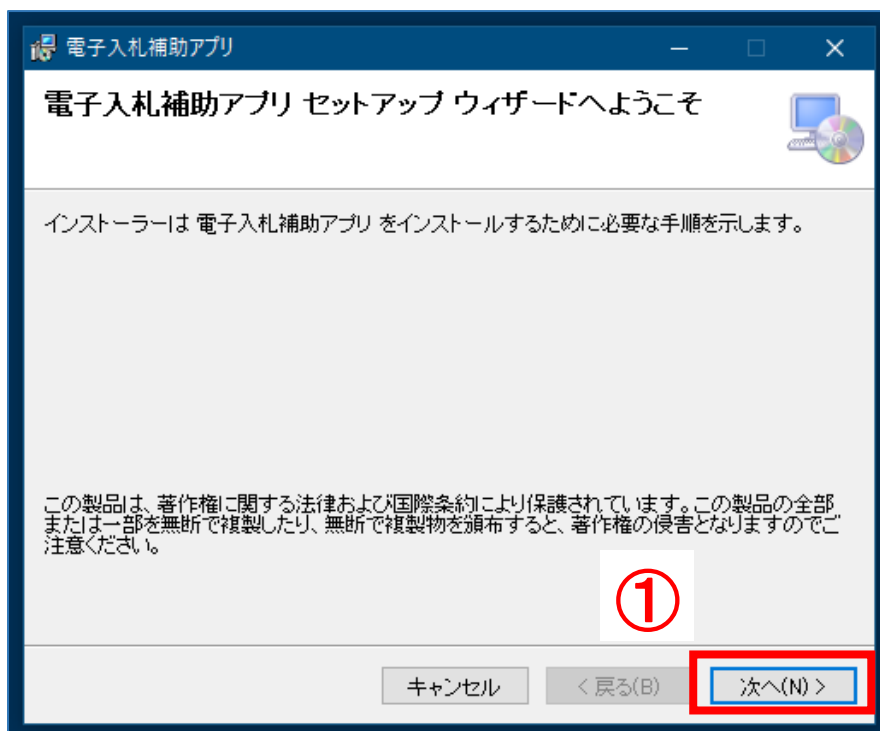 電子入札補助アプリ
電子入札補助アプリ セットアップ ウィザードへようこそ
インストーラーは 電子入札補助アプリ をインストールするために必要な手順を示します。
この製品は、著作権に関する法律および国際条約により保護されています。この製品の全部
または一部を無断で複製したり、無断で複製物を頒布すると、著作権の侵害となりますのでご
注意ください。
①
キャンセル
< 戻る(B)
次へ(N) >